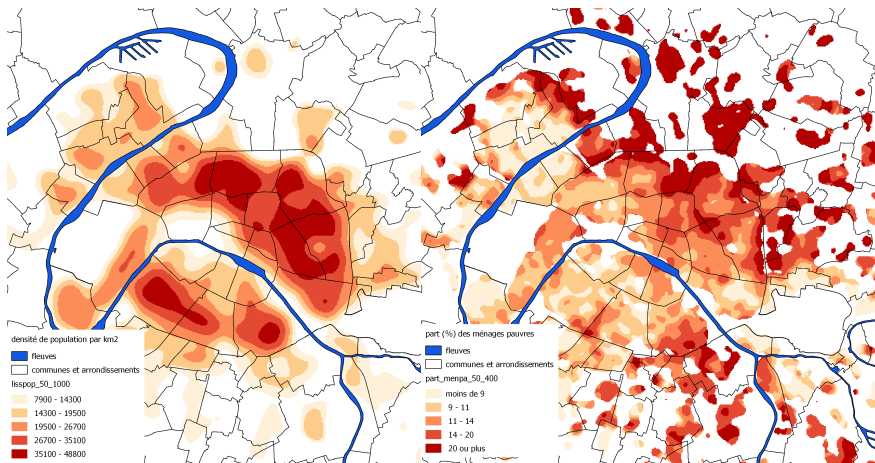 densité de population par km2
fleuves
communes et arrondissements
lisspop_50_1000
7900 - 14300
14300 - 19500
19500 - 26700
26700 - 35100
35100 - 48800
part (%) des ménages pauvres
fleuves
communes et arrondissements
part_menpa_50_400
moins de 9
9 - 11
11 - 14
14 - 20
20 ou plus